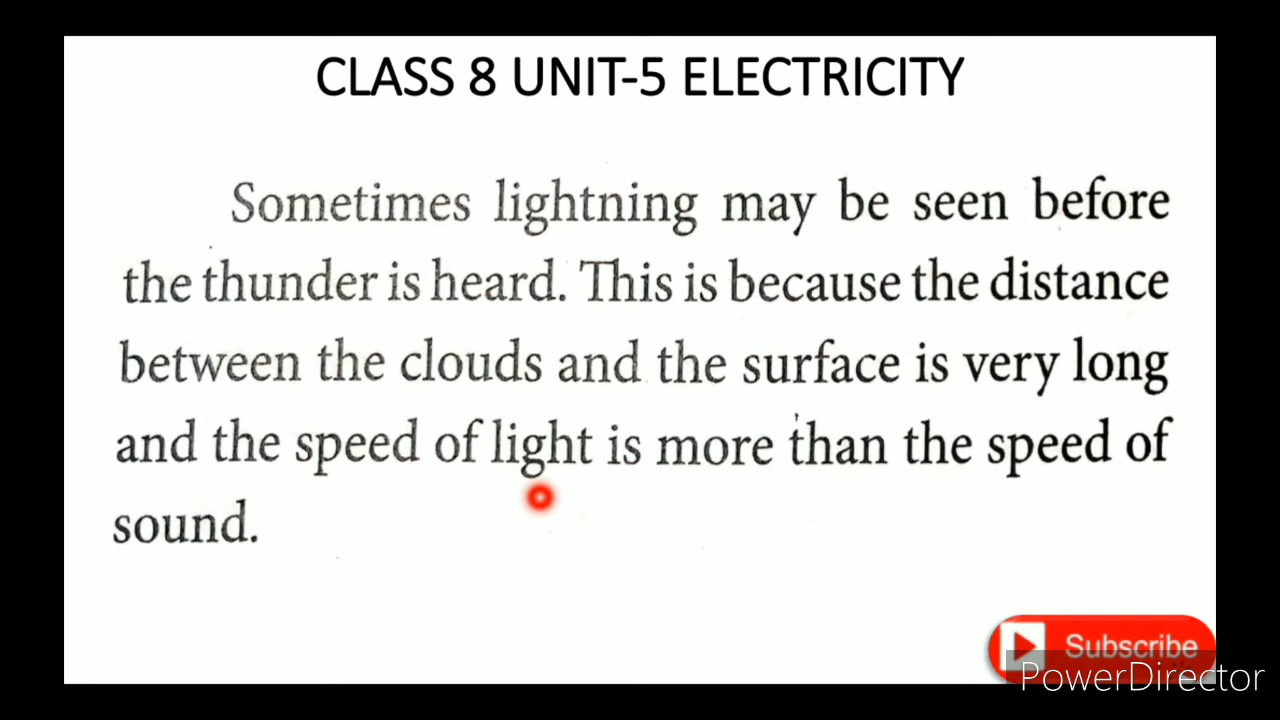 CLASS 8 UNIT-5 ELECTRICITY
Sometimes lightning may be seen before
the thunder is heard. This is because the distance
between the clouds and the surface is very long
and the speed of light is more than the speed of
sound.
Subscribe
PowerDirector